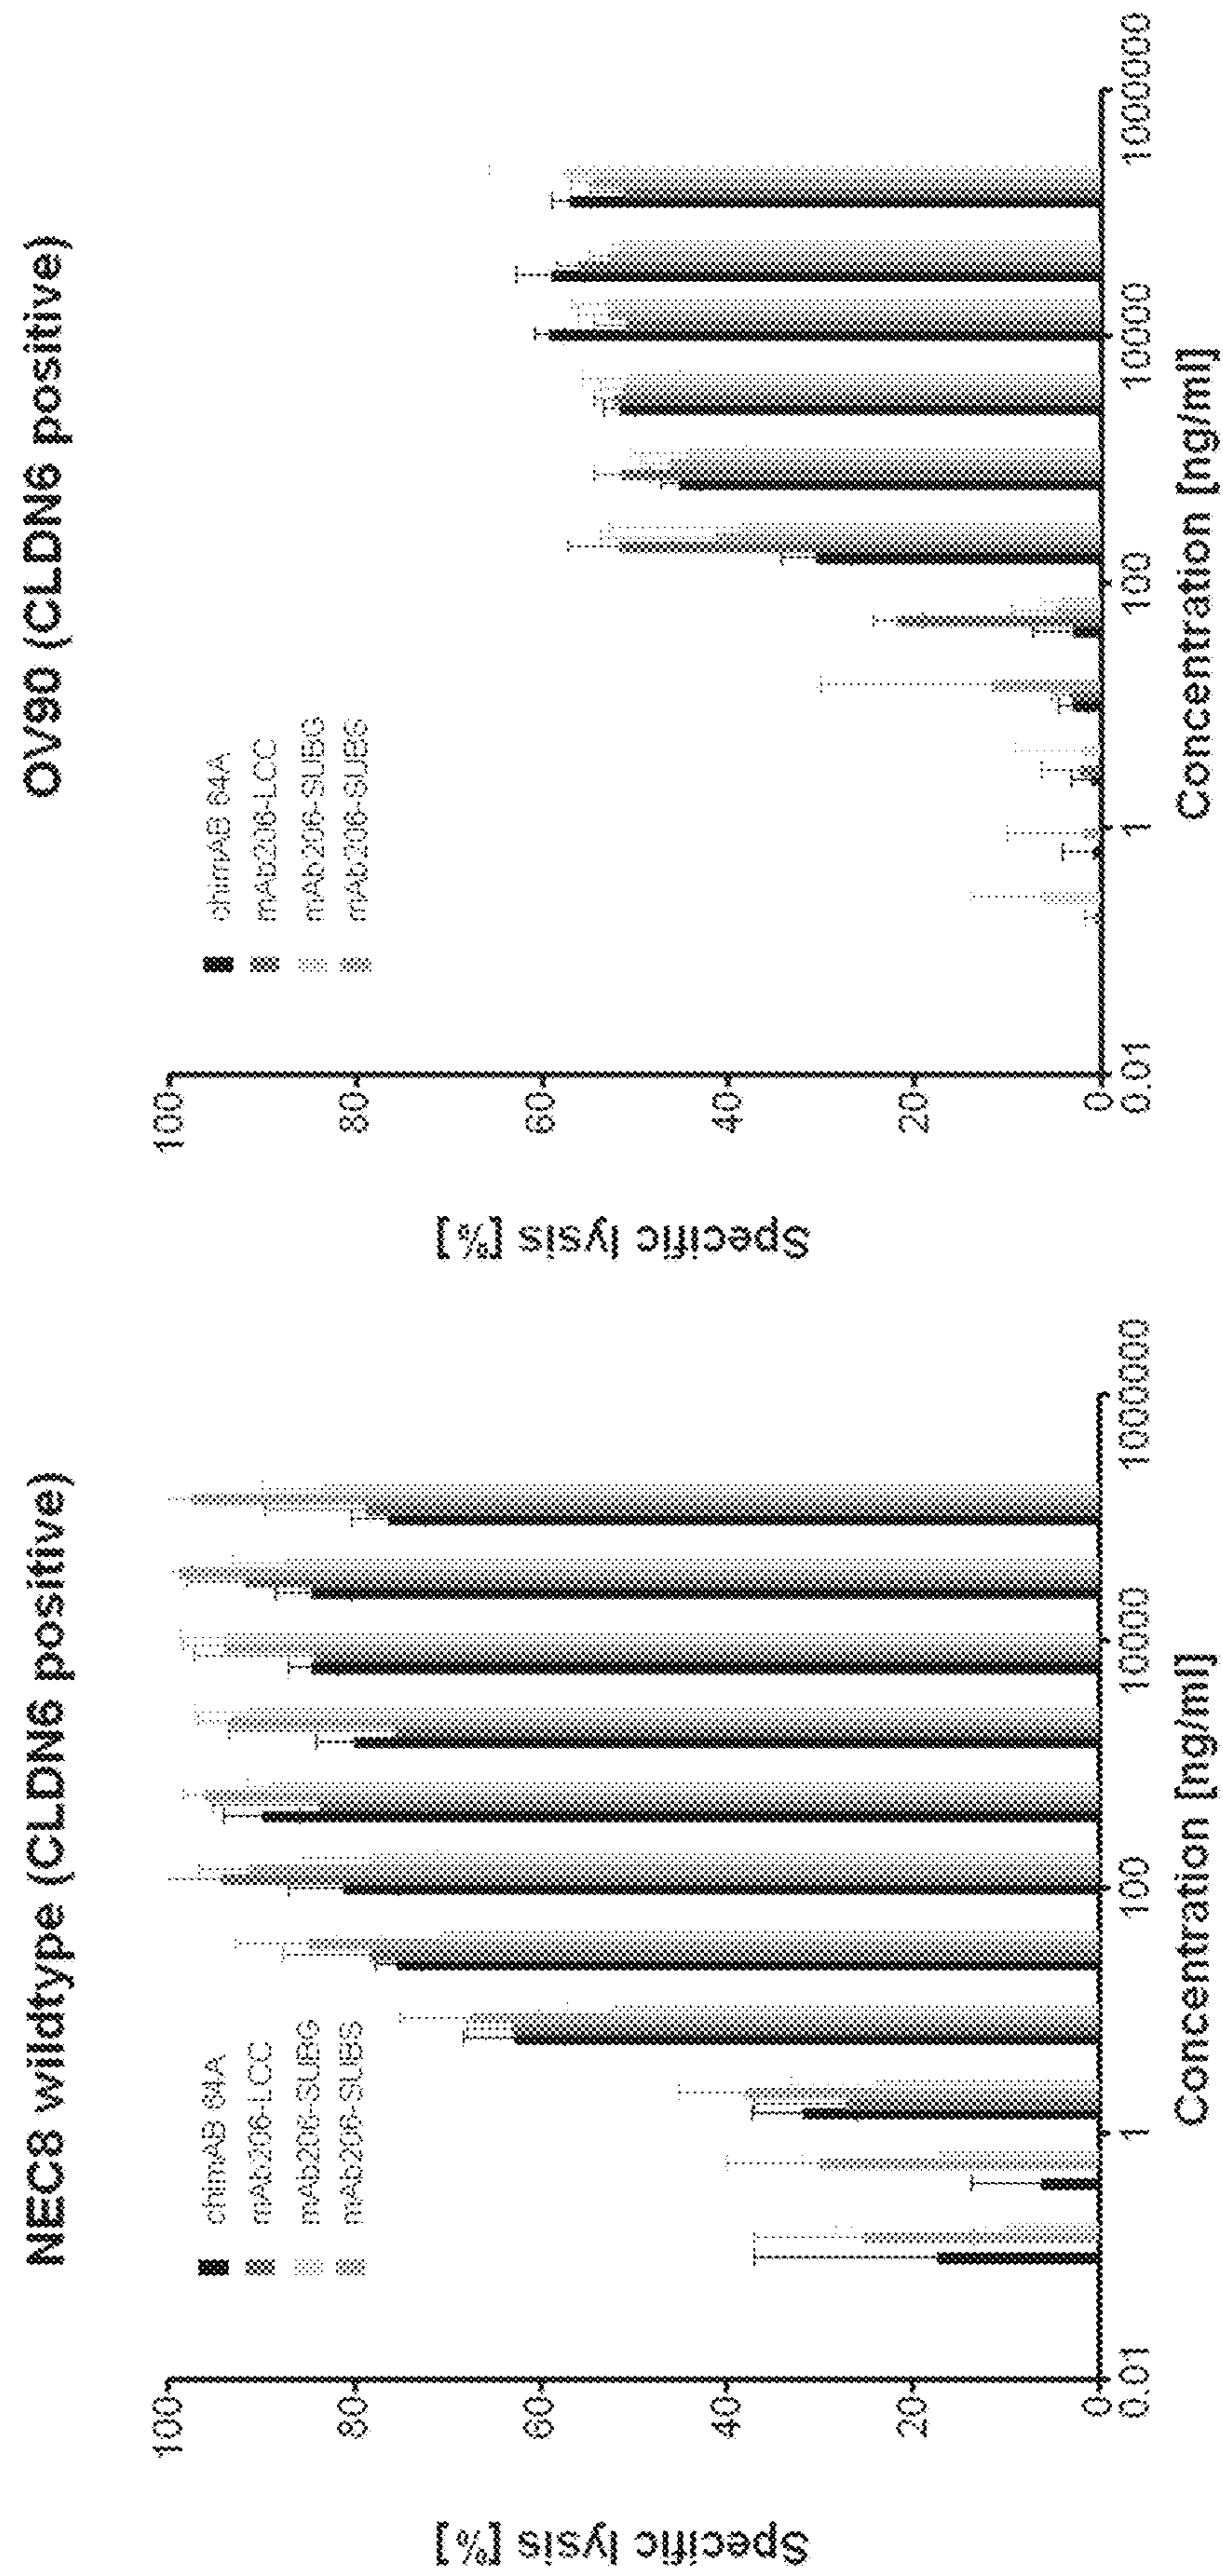 NEC8 wildtype (CLDN6 positive)
Specific lysis [%]
100
80
60
40
20
0
chimAB 64A
mAb206-LCC
mAb206-SUBG
mAb206-SUBS
0.01
1
100
10000
1000000
Concentration [ng/ml]
OV90 (CLDN6 positive)
Specific lysis [%]
100
80
60
40
20
0
chimAB 64A
mAb206-LCC
mAb206-SUBG
mAb206-SUBS
0.01
1
100
10000
1000000
Concentration [ng/ml]